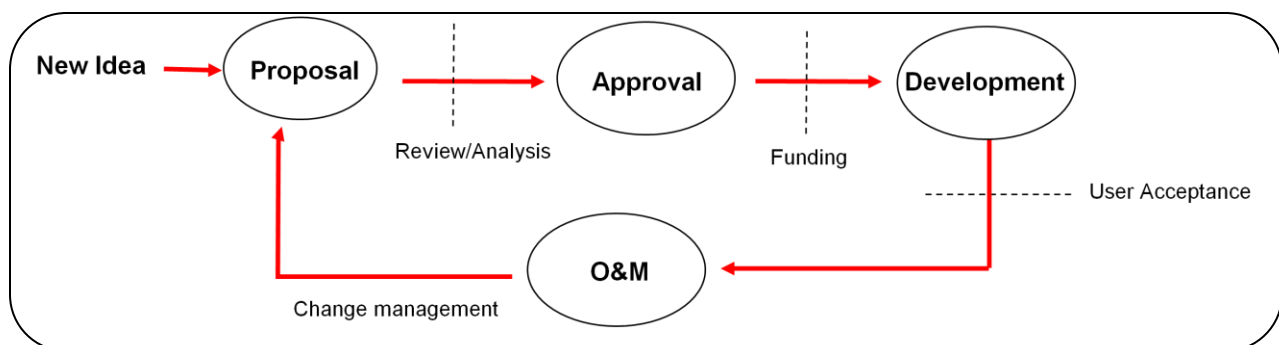 New Idea
Proposal
Approval
Development
Review/Analysis
Funding
User Acceptance
O&M
Change management